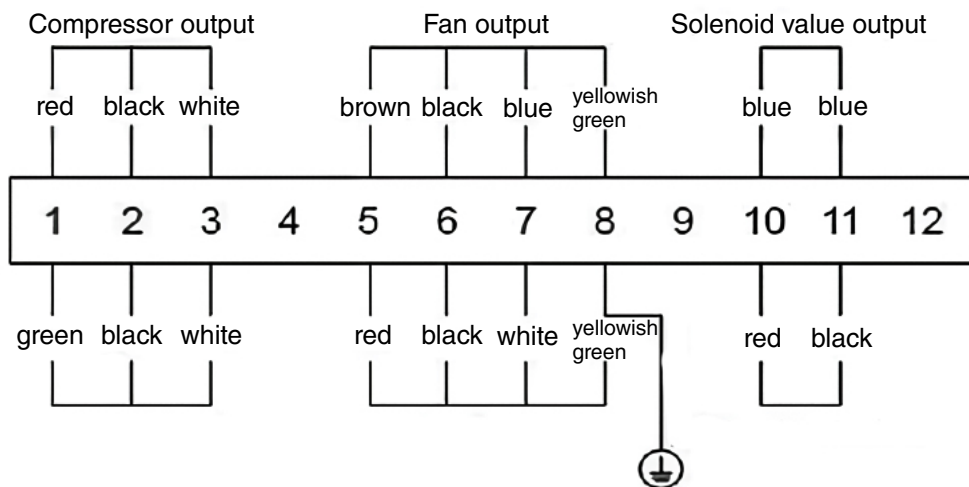 Compressor output
Fan output
Solenoid value output
red black white
brown black blue yellowish green
blue blue
1 2 3 4 5 6 7 8 9 10 11 12
green black white
red black white yellowish green
red black